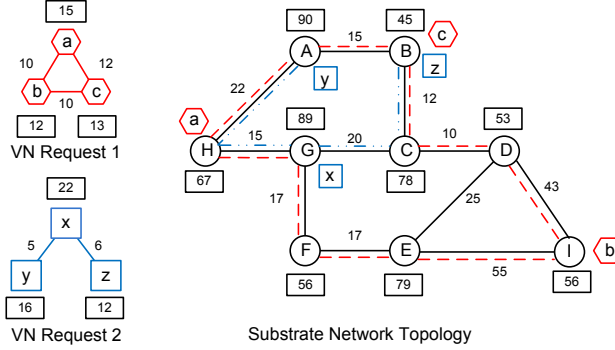 15
a
10
12
b
c
10
12
13
VN Request 1
22
x
5
6
y
z
16
12
VN Request 2
90
45
A
15
B
c
y
z
22
12
a
89
53
15
20
10
H
G
C
D
67
x
78
17
25
43
17
F
E
55
I
b
56
79
56
Substrate Network Topology